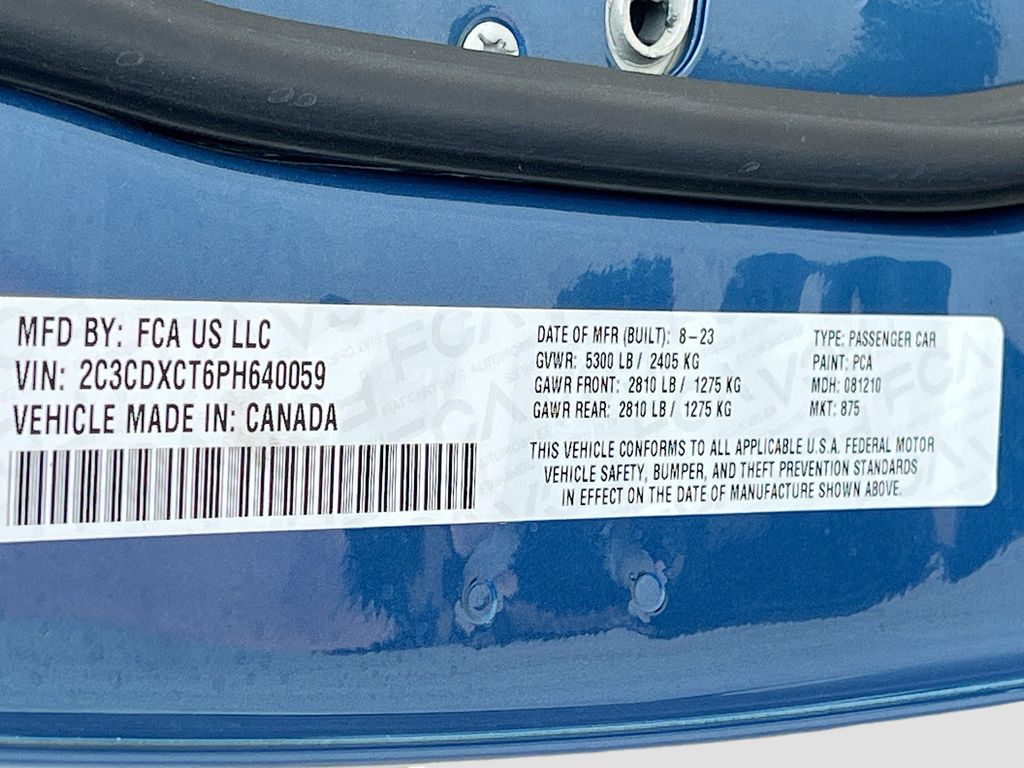 MFD BY: FCA US LLC
VIN: 2C3CDXCT6PH640059
VEHICLE MADE IN: CANADA
DATE OF MFR (BUILT): 8-23
GVWR: 5300 LB / 2405 KG
GAWR FRONT: 2810 LB / 1275 KG
GAWR REAR: 2810 LB / 1275 KG
TYPE: PASSENGER CAR
PAINT: PCA
MDH: 081210
MKT: 875
THIS VEHICLE CONFORMS TO ALL APPLICABLE U.S.A. FEDERAL MOTOR
VEHICLE SAFETY, BUMPER, AND THEFT PREVENTION STANDARDS
IN EFFECT ON THE DATE OF MANUFACTURE SHOWN ABOVE.